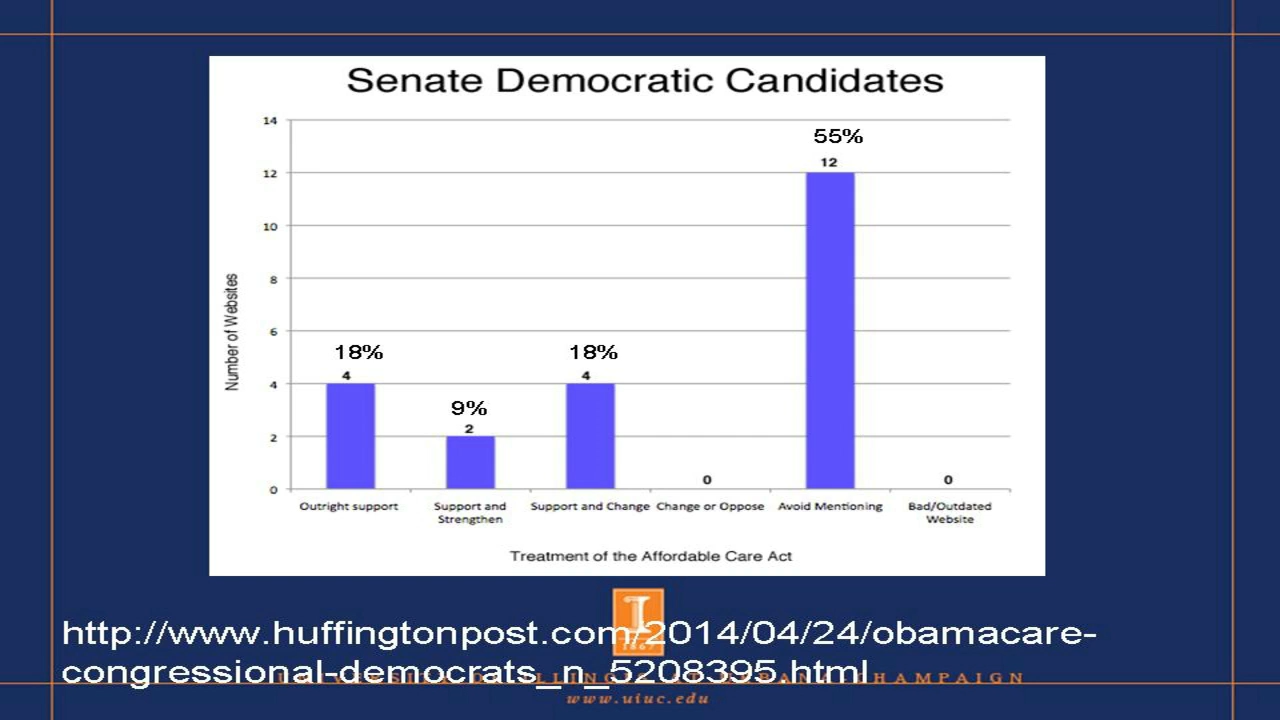 Senate Democratic Candidates
14
55%
12
12
10
8
Number of Websites
6
18%
18%
4
4
4
9%
2
2
0
0
0
Outright support
Support and
Strengthen
Support and Change
Change or Oppose
Avoid Mentioning
Bad/Outdated
Website
Treatment of the Affordable Care Act
I
1867
http://www.huffingtonpost.com/2014/04/24/obamacare-
congressional-democrats_n_5208395.html
CHAMPAIGN
www.uiuc.edu